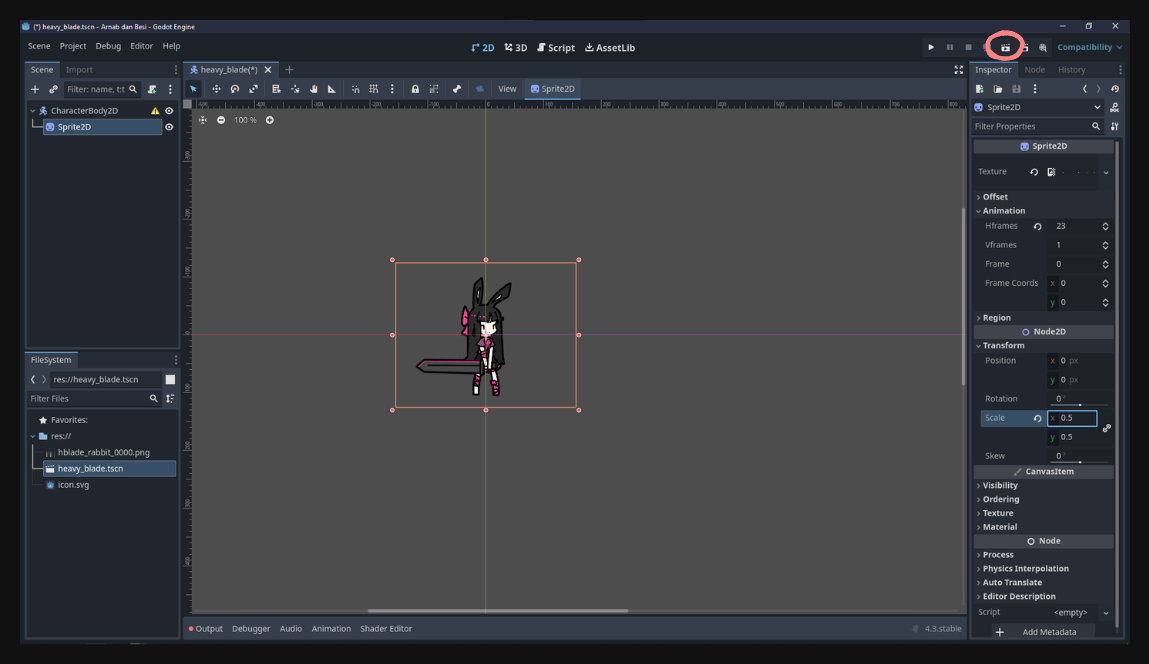 (*) heavy_blade.tscn - Arnab dan Besi - Godot Engine
Scene Project Debug Editor Help
2D 3D Script AssetLib
Compatibility
Scene Import
Filter: name, t:t
CharacterBody2D
Sprite2D
heavy_blade(*)
View Sprite2D
100 %
FileSystem
res://heavy_blade.tscn
Filter Files
Favorites:
res://
hblade_rabbit_0000.png
heavy_blade.tscn
icon.svg
Output Debugger Audio Animation Shader Editor
4.3.stable
Inspector Node History
Sprite2D
Filter Properties
Sprite2D
Texture
Offset
Animation
Hframes 23
Vframes 1
Frame 0
Frame Coords x 0
y 0
Region
Node2D
Transform
Position x 0 px
y 0 px
Rotation 0 °
Scale x 0.5
y 0.5
Skew 0 °
CanvasItem
Visibility
Ordering
Texture
Material
Node
Process
Physics Interpolation
Auto Translate
Editor Description
Script <empty>
Add Metadata